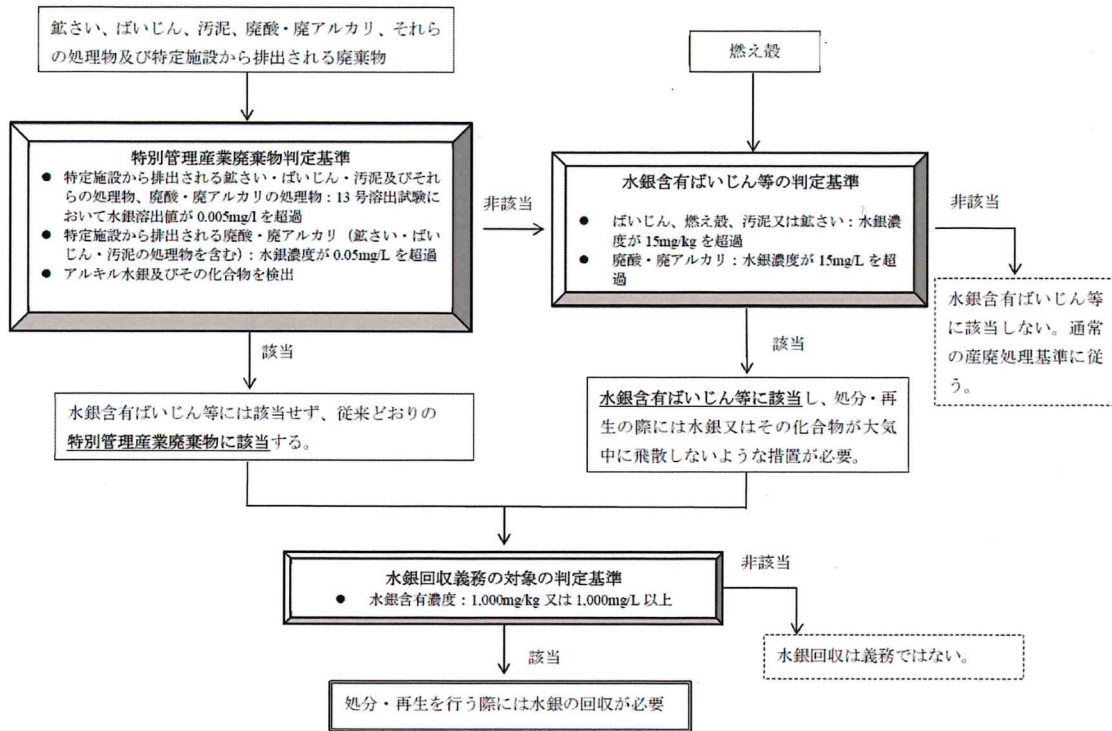 鉱さい、ばいじん、汚泥、廃酸・廃アルカリ、それら
の処理物及び特定施設から排出される廃棄物
燃え殻
特別管理産業廃棄物判定基準
● 特定施設から排出される鉱さい・ばいじん・汚泥及びそれ
らの処理物、廃酸・廃アルカリの処理物：13 号溶出試験に
おいて水銀溶出値が 0.005mg/l を超過
● 特定施設から排出される廃酸・廃アルカリ（鉱さい・ばい
じん・汚泥の処理物を含む）：水銀濃度が 0.05mg/L を超過
● アルキル水銀及びその化合物を検出
非該当
水銀含有ばいじん等の判定基準
● ばいじん、燃え殻、汚泥又は鉱さい：水銀濃
度が 15mg/kg を超過
● 廃酸・廃アルカリ：水銀濃度が 15mg/L を超
過
非該当
水銀含有ばいじん等
に該当しない。通常
の産廃処理基準に従
う。
該当
該当
水銀含有ばいじん等には該当せず、従来どおりの
特別管理産業廃棄物に該当する。
水銀含有ばいじん等に該当し、処分・再
生の際には水銀又はその化合物が大気
中に飛散しないような措置が必要。
水銀回収義務の対象の判定基準
● 水銀含有濃度：1,000mg/kg 又は 1,000mg/L 以上
非該当
水銀回収は義務ではない。
該当
処分・再生を行う際には水銀の回収が必要